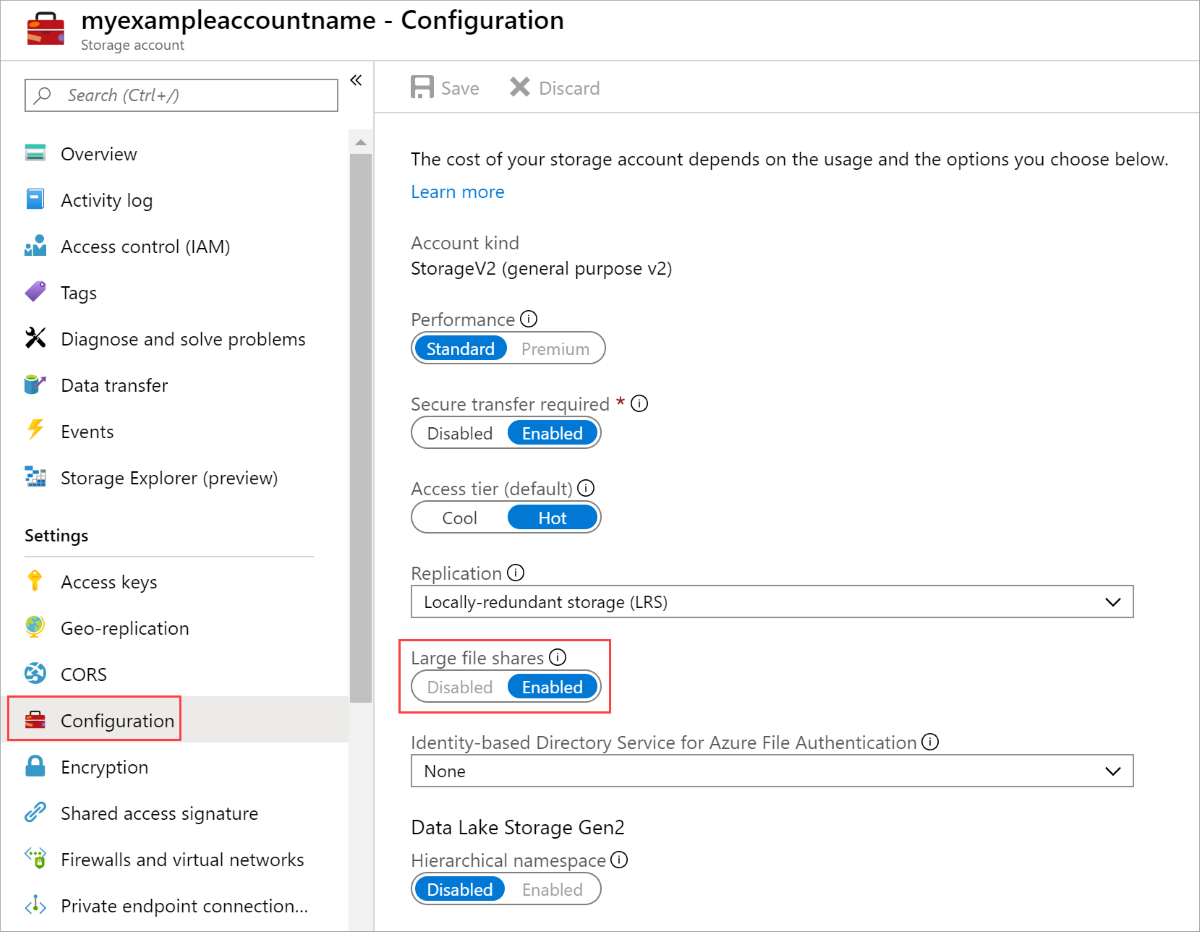 myexampleaccountname - Configuration
Storage account
Search (Ctrl+/)
Overview
Activity log
Access control (IAM)
Tags
Diagnose and solve problems
Data transfer
Events
Storage Explorer (preview)
Settings
Access keys
Geo-replication
CORS
Configuration
Encryption
Shared access signature
Firewalls and virtual networks
Private endpoint connection...
Save Discard
The cost of your storage account depends on the usage and the options you choose below.
Learn more
Account kind
StorageV2 (general purpose v2)
Performance
Standard Premium
Secure transfer required *
Disabled Enabled
Access tier (default)
Cool Hot
Replication
Locally-redundant storage (LRS)
Large file shares
Disabled Enabled
Identity-based Directory Service for Azure File Authentication
None
Data Lake Storage Gen2
Hierarchical namespace
Disabled Enabled